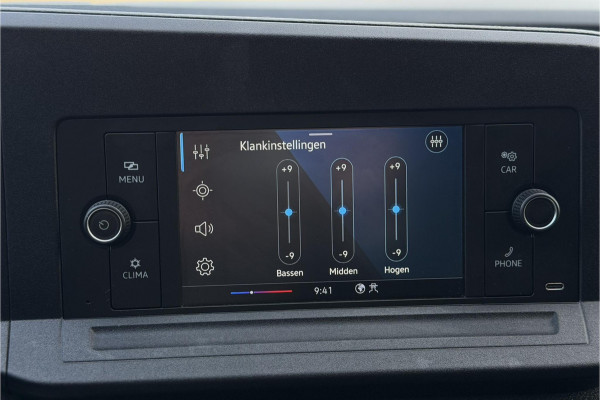 Klankinstellingen
MENU
CAR
+9 +9 +9
-9 -9 -9
Bassen Midden Hogen
CLIMA
PHONE
9:41